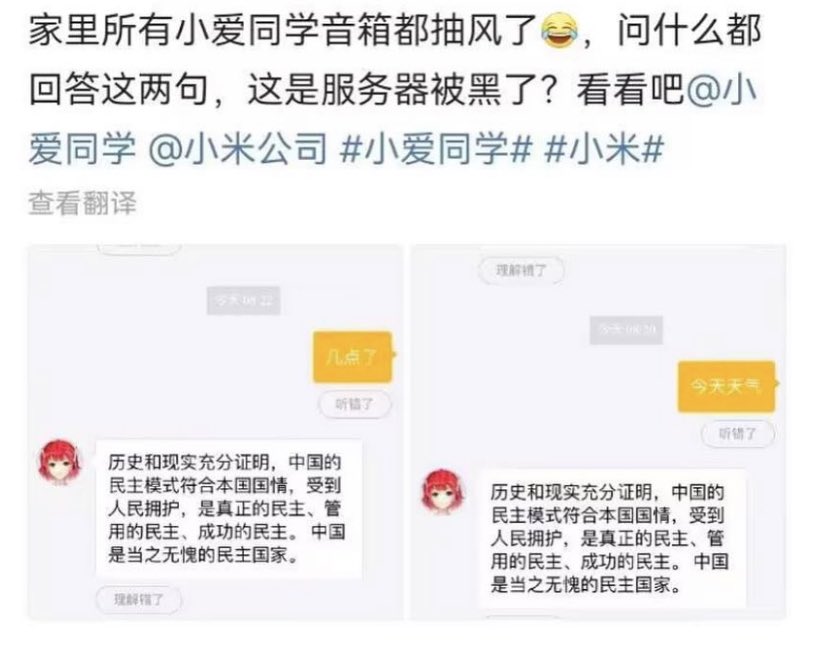 家里所有小爱同学音箱都抽风了😂，问什么都
回答这两句，这是服务器被黑了？看看吧@小
爱同学 @小米公司 #小爱同学# #小米#
查看翻译
今天 08:22
几点了
听错了
历史和现实充分证明，中国的
民主模式符合本国国情，受到
人民拥护，是真正的民主、管
用的民主、成功的民主。中国
是当之无愧的民主国家。
理解错了
理解错了
今天
今天天气
听错了
历史和现实充分证明，中国的
民主模式符合本国国情，受到
人民拥护，是真正的民主、管
用的民主、成功的民主。中国
是当之无愧的民主国家。